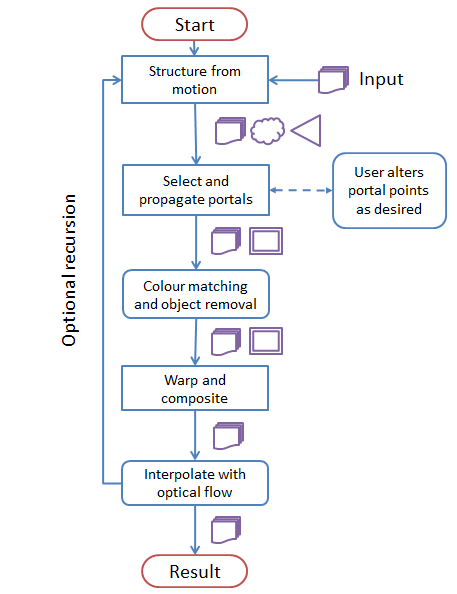 Start
Structure from
motion
Input
Select and
propagate portals
User alters
portal points
as desired
Optional recursion
Colour matching
and object removal
Warp and
composite
Interpolate with
optical flow
Result